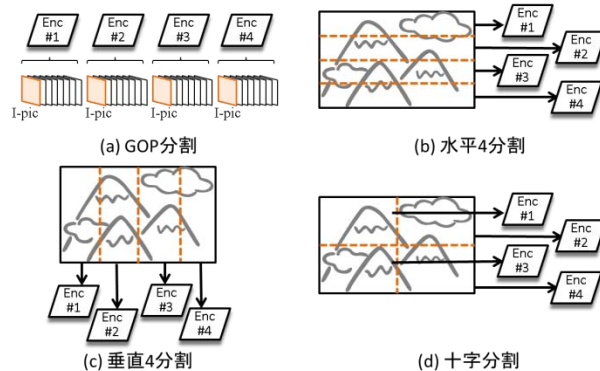 Enc #1
Enc #2
Enc #3
Enc #4
I-pic
I-pic
I-pic
I-pic
(a) GOP分割
Enc #1
Enc #2
Enc #3
Enc #4
(b) 水平4分割
Enc #1
Enc #2
Enc #3
Enc #4
(c) 垂直4分割
Enc #1
Enc #2
Enc #3
Enc #4
(d) 十字分割